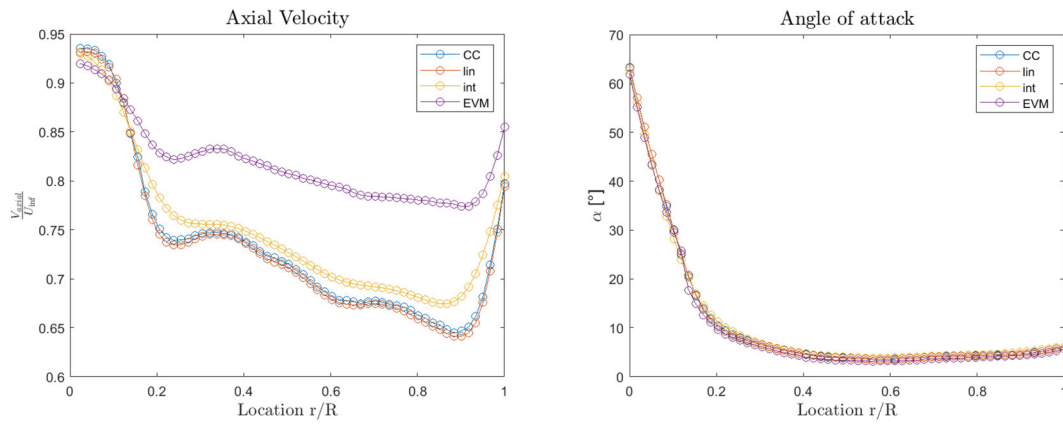 Axial Velocity
0.95
0.9
0.85
0.8
0.75
0.7
0.65
0.6
V_axial
U_inf
0
0.2
0.4
0.6
0.8
1
Location r/R
CC
lin
int
EVM
Angle of attack
70
60
50
40
30
20
10
0
α [°]
0
0.2
0.4
0.6
0.8
1
Location r/R
CC
lin
int
EVM